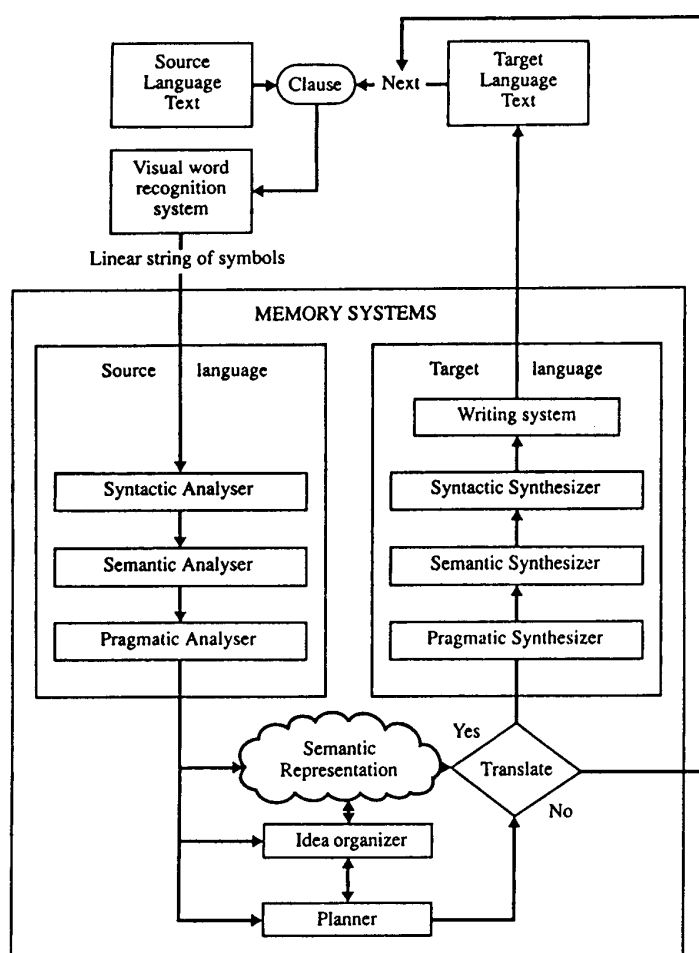 Source
Language
Text
Clause
Next
Target
Language
Text
Visual word
recognition
system
Linear string of symbols
MEMORY SYSTEMS
Source language
Target language
Writing system
Syntactic Analyser
Syntactic Synthesizer
Semantic Analyser
Semantic Synthesizer
Pragmatic Analyser
Pragmatic Synthesizer
Semantic
Representation
Yes
Translate
No
Idea organizer
Planner